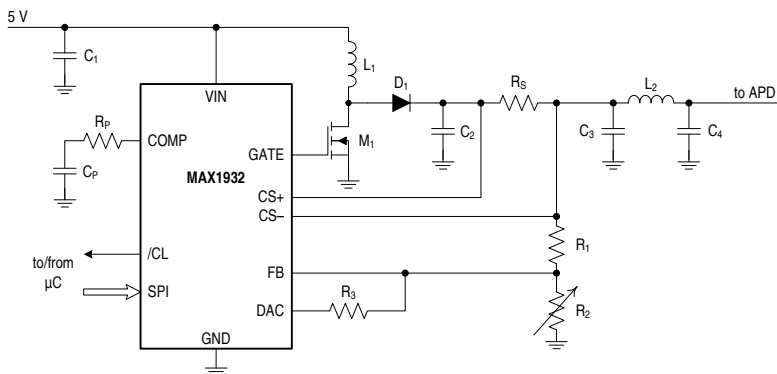 5 V
C1
L1
D1
RS
L2
to APD
VIN
RP
COMP
GATE
M1
C2
C3
C4
CP
MAX1932
CS+
CS–
R1
/CL
to/from
µC
FB
SPI
R3
R2
DAC
GND